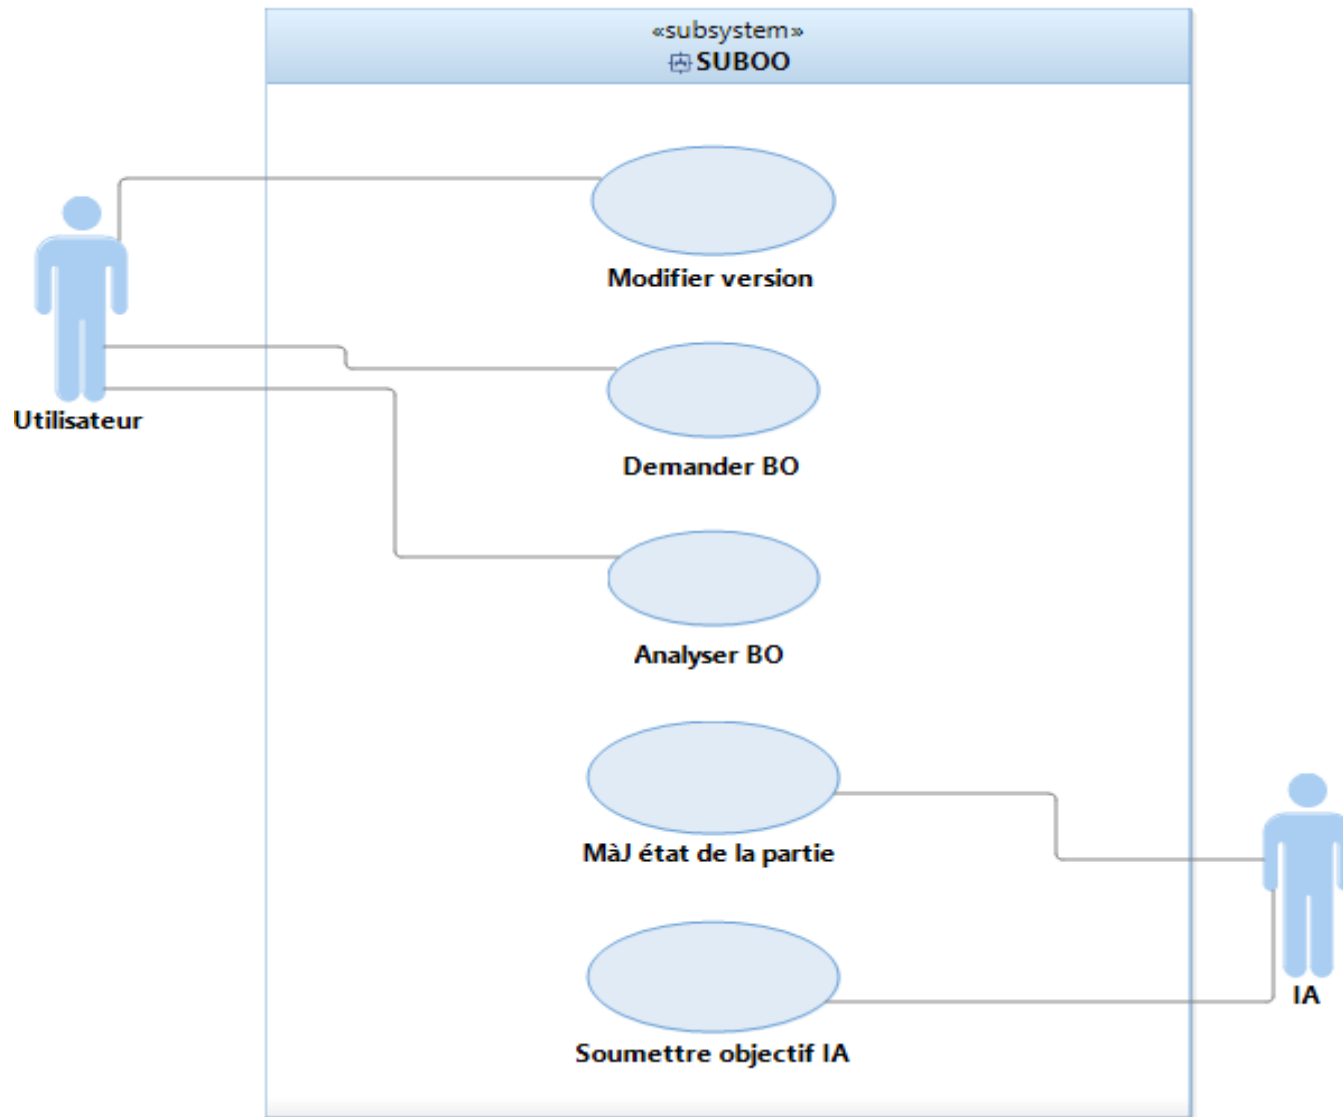 «subsystem»
SUBOO
Modifier version
Utilisateur
Demander BO
Analyser BO
MàJ état de la partie
IA
Soumettre objectif IA